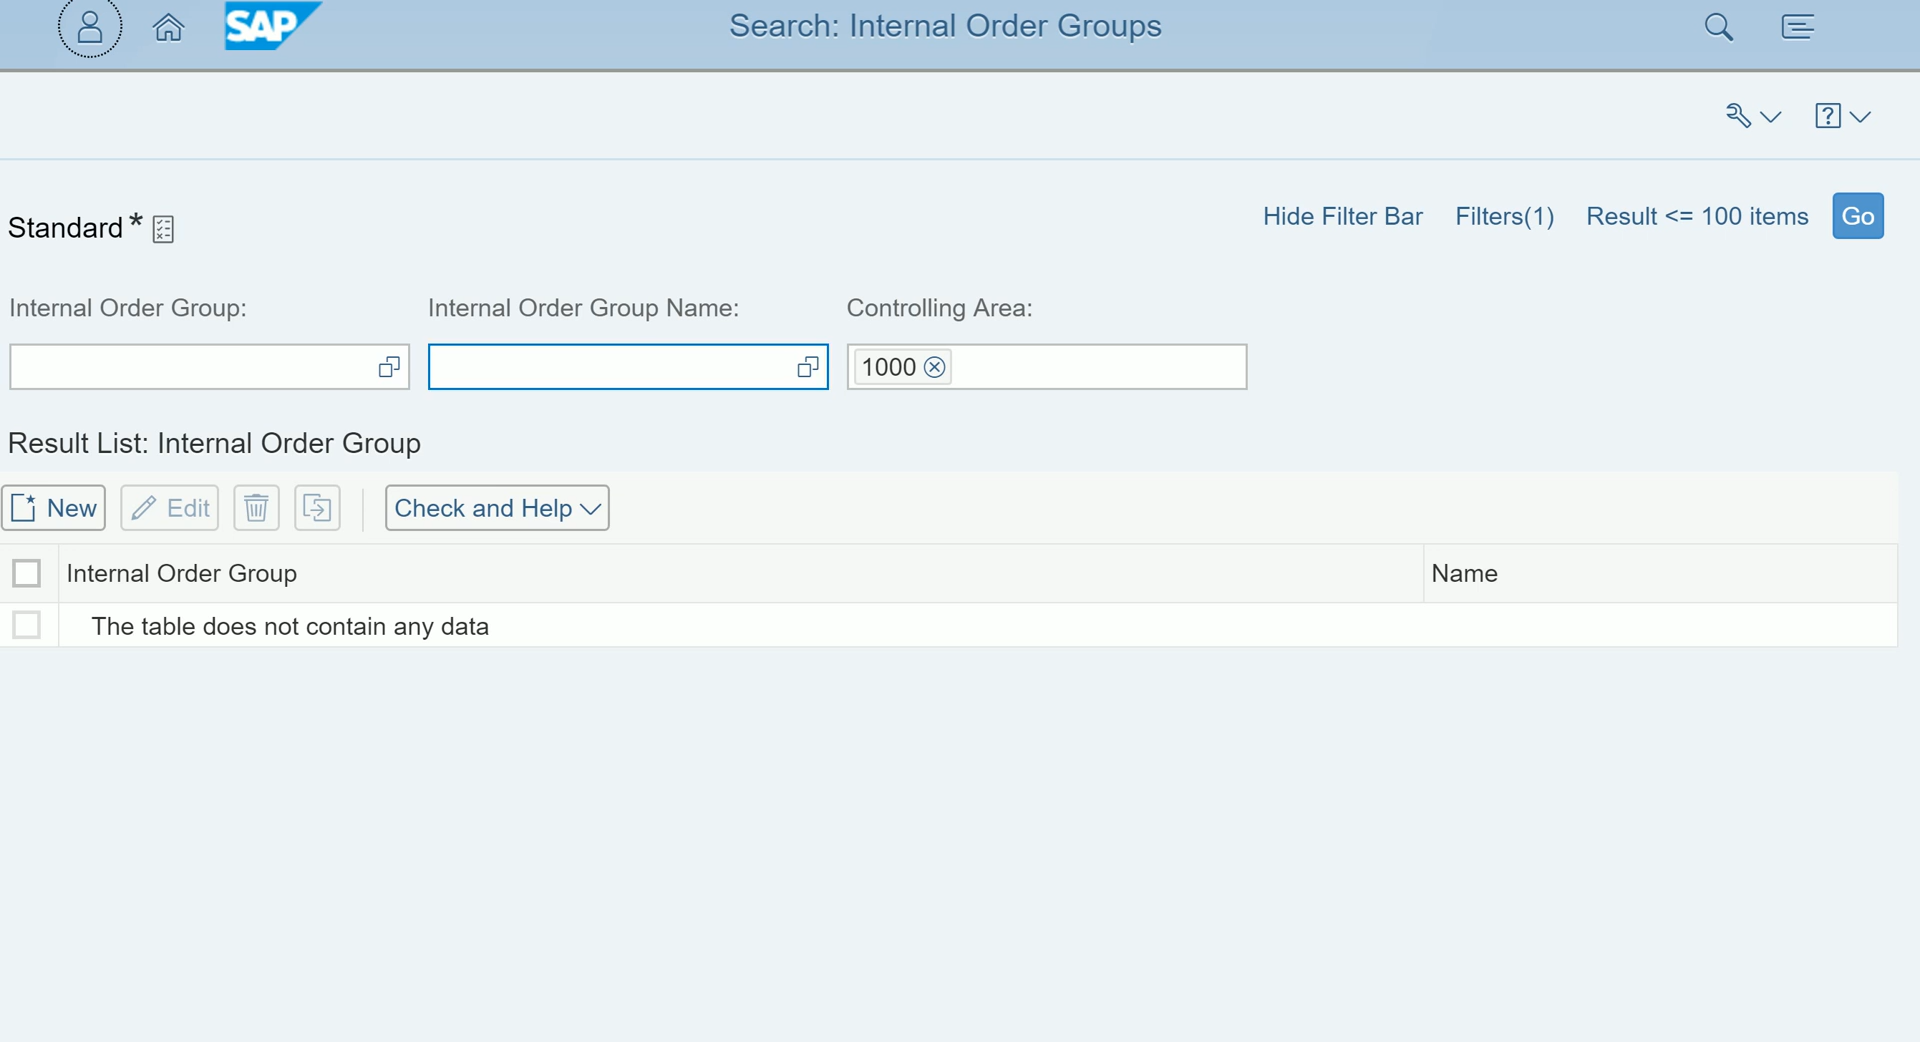 SAP
Search: Internal Order Groups
Standard *
Hide Filter Bar
Filters(1)
Result <= 100 items
Go
Internal Order Group:
Internal Order Group Name:
Controlling Area:
1000
Result List: Internal Order Group
New
Edit
Check and Help
Internal Order Group
Name
The table does not contain any data